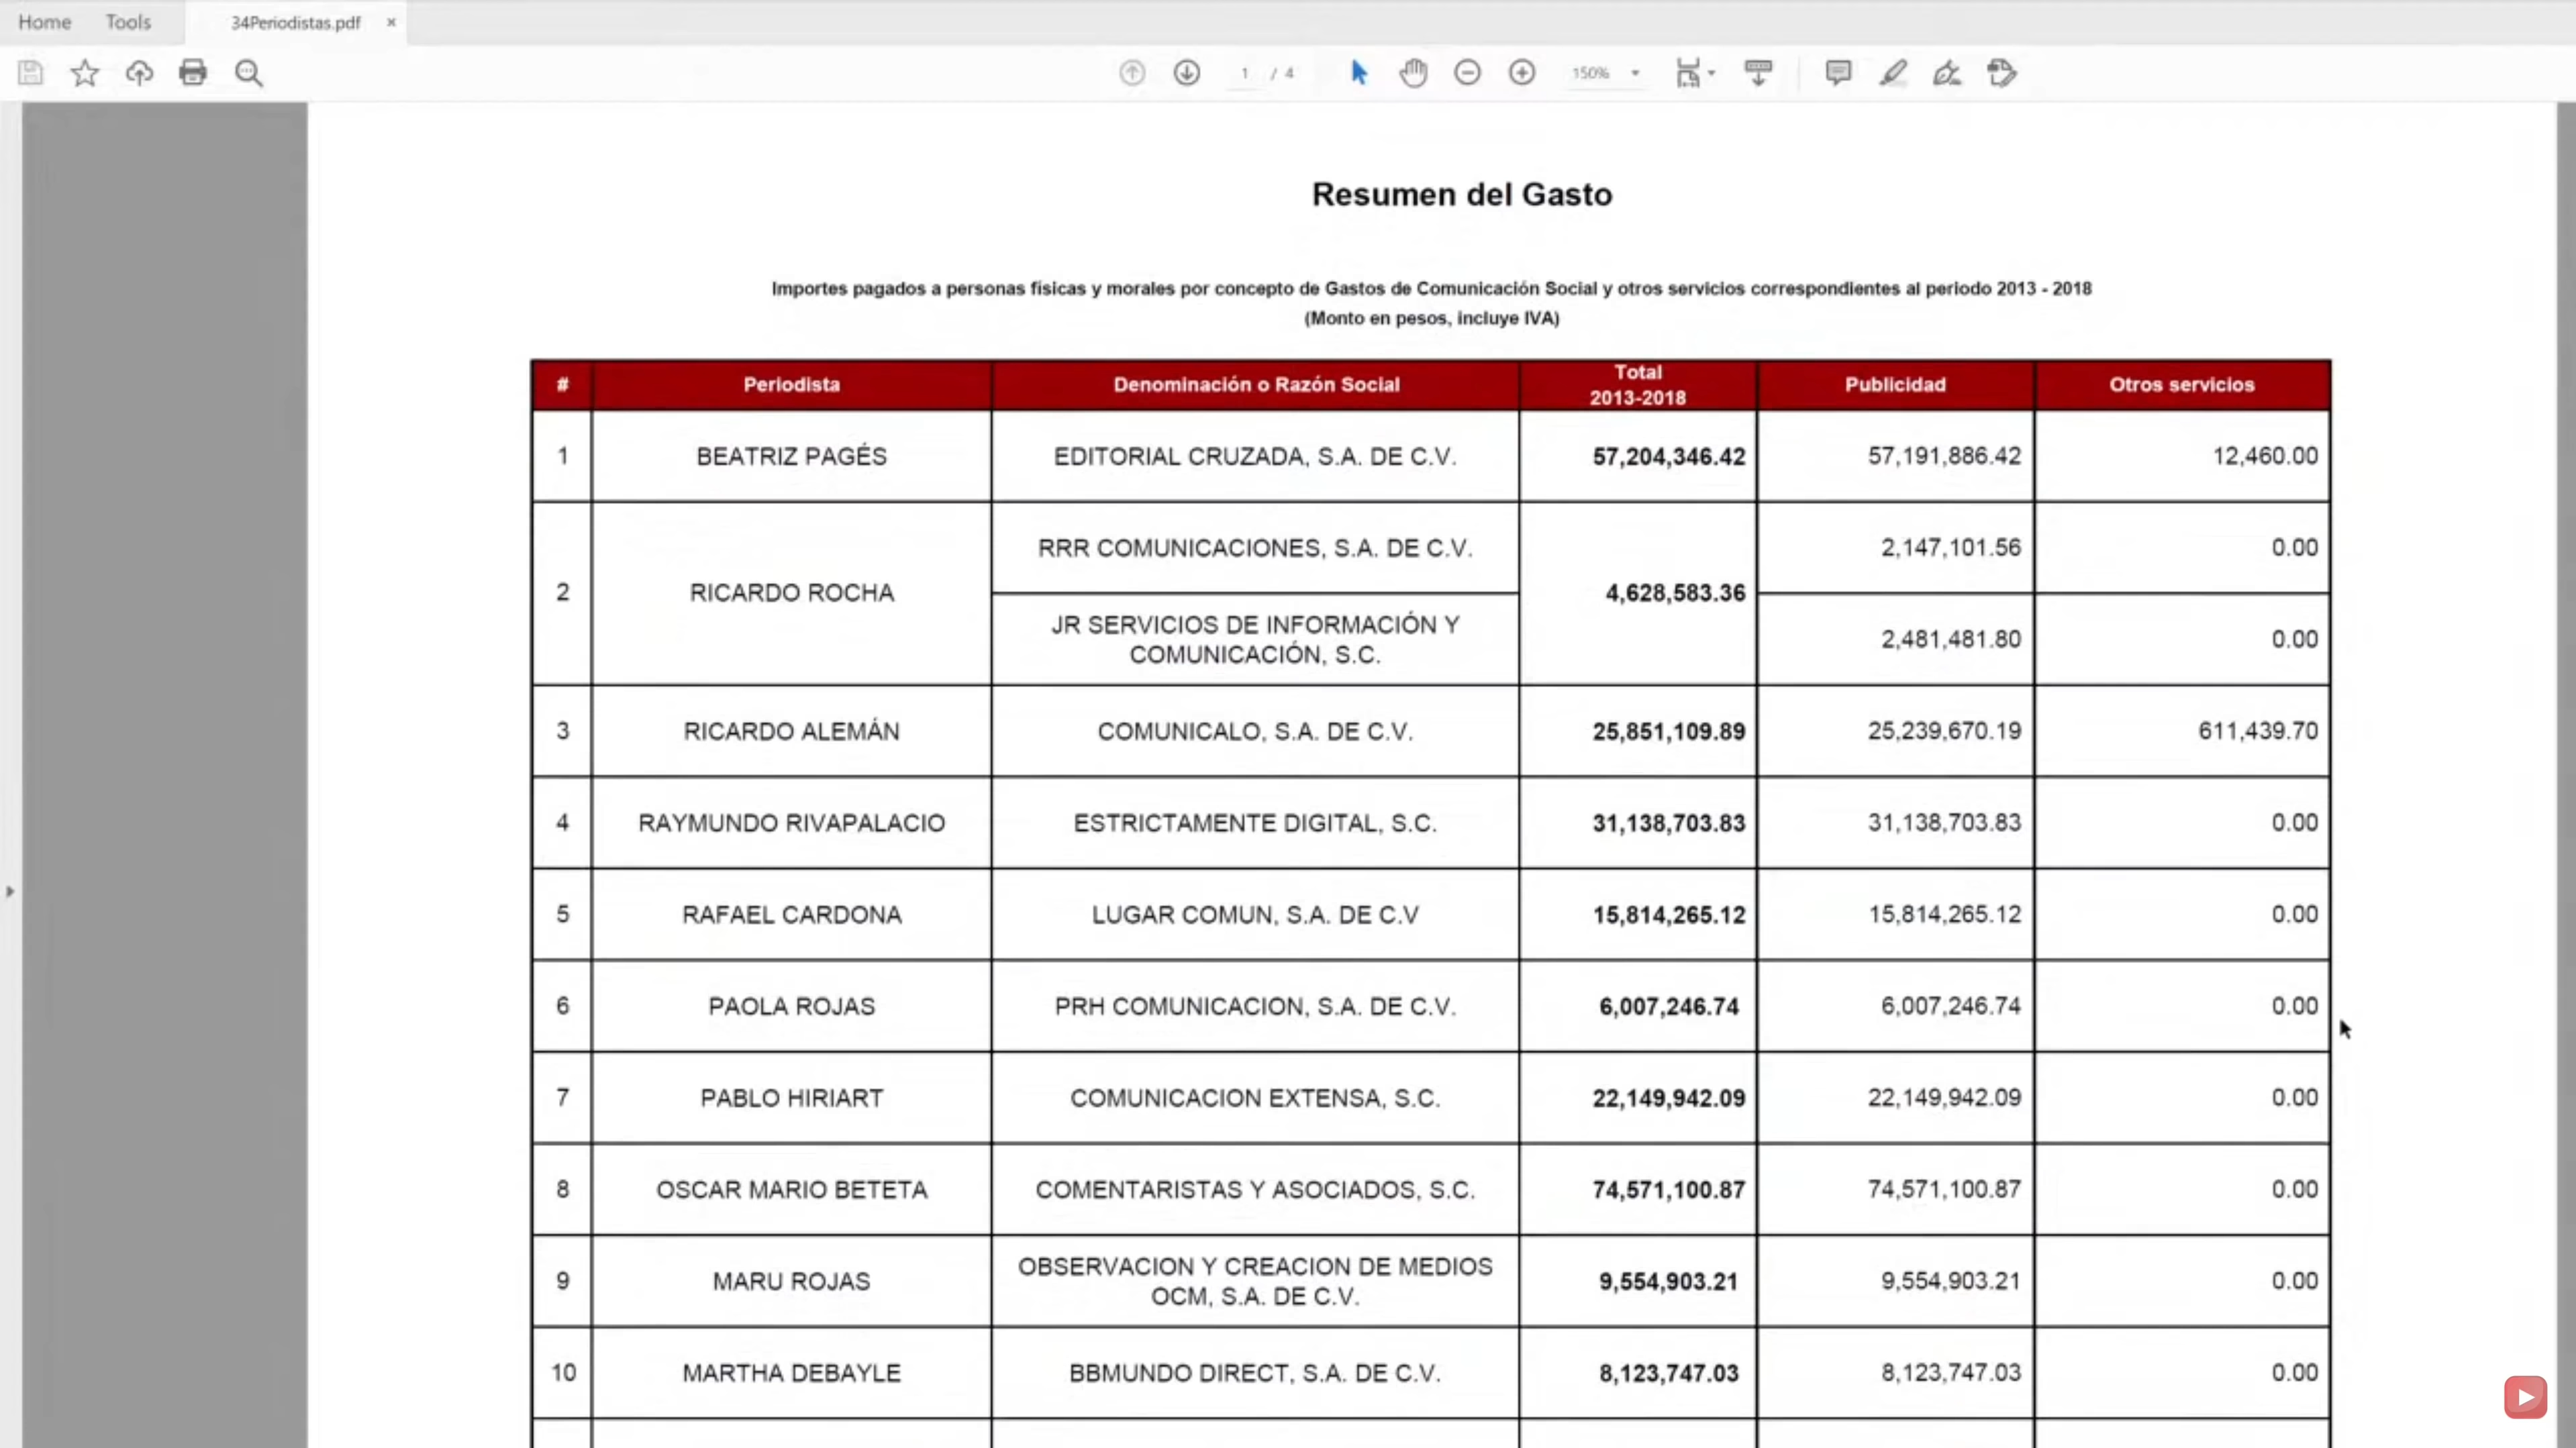 Home Tools 34Periodistas.pdf ×
1 / 4 150%
Resumen del Gasto
Importes pagados a personas físicas y morales por concepto de Gastos de Comunicación Social y otros servicios correspondientes al periodo 2013 - 2018
(Monto en pesos, incluye IVA)
# Periodista Denominación o Razón Social Total 2013-2018 Publicidad Otros servicios
1 BEATRIZ PAGÉS EDITORIAL CRUZADA, S.A. DE C.V. 57,204,346.42 57,191,886.42 12,460.00
2 RICARDO ROCHA RRR COMUNICACIONES, S.A. DE C.V. 4,628,583.36 2,147,101.56 0.00
JR SERVICIOS DE INFORMACIÓN Y COMUNICACIÓN, S.C. 2,481,481.80 0.00
3 RICARDO ALEMÁN COMUNICALO, S.A. DE C.V. 25,851,109.89 25,239,670.19 611,439.70
4 RAYMUNDO RIVAPALACIO ESTRICTAMENTE DIGITAL, S.C. 31,138,703.83 31,138,703.83 0.00
5 RAFAEL CARDONA LUGAR COMUN, S.A. DE C.V 15,814,265.12 15,814,265.12 0.00
6 PAOLA ROJAS PRH COMUNICACION, S.A. DE C.V. 6,007,246.74 6,007,246.74 0.00
7 PABLO HIRIART COMUNICACION EXTENSA, S.C. 22,149,942.09 22,149,942.09 0.00
8 OSCAR MARIO BETETA COMENTARISTAS Y ASOCIADOS, S.C. 74,571,100.87 74,571,100.87 0.00
9 MARU ROJAS OBSERVACION Y CREACION DE MEDIOS OCM, S.A. DE C.V. 9,554,903.21 9,554,903.21 0.00
10 MARTHA DEBAYLE BBMUNDO DIRECT, S.A. DE C.V. 8,123,747.03 8,123,747.03 0.00